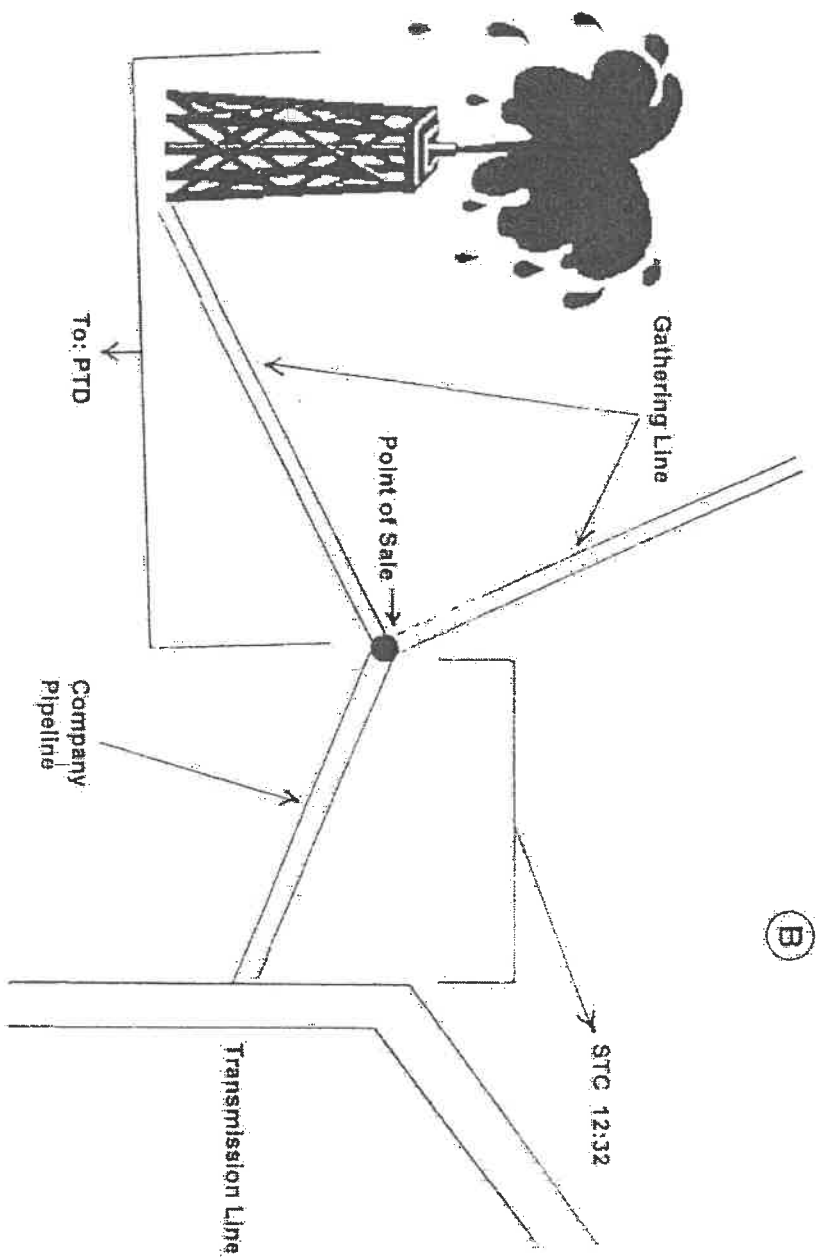 B
Gathering Line
STC 12:32
Point of Sale
To: PTD
Company
Pipeline
Transmission Line